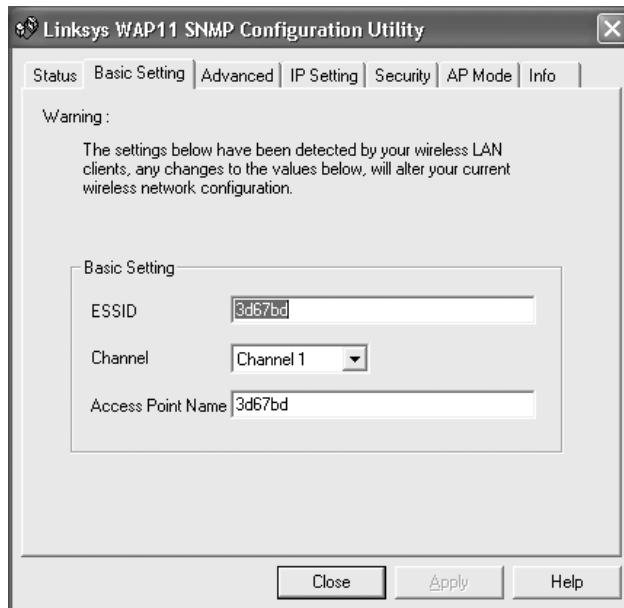 Linksys WAP11 SNMP Configuration Utility
Status Basic Setting Advanced IP Setting Security AP Mode Info
Warning :
The settings below have been detected by your wireless LAN
clients, any changes to the values below, will alter your current
wireless network configuration.
Basic Setting
ESSID 3d67bd
Channel Channel 1
Access Point Name 3d67bd
Close Apply Help